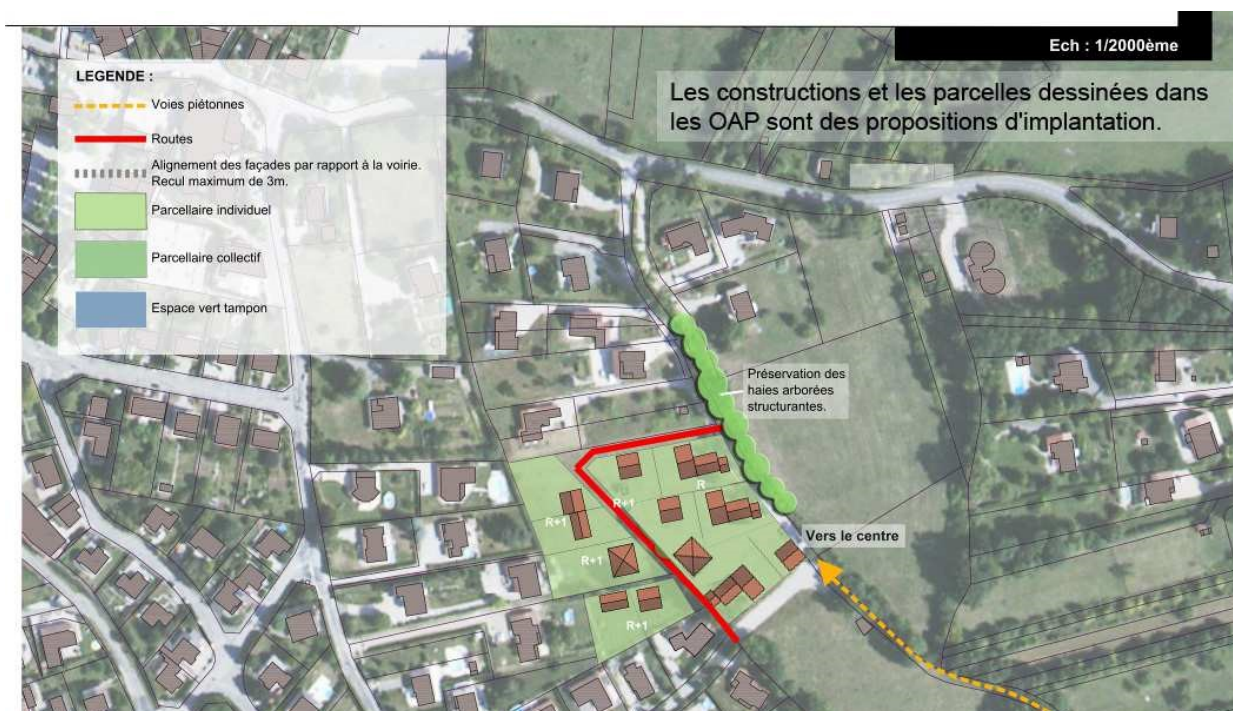 Ech : 1/2000ème
Les constructions et les parcelles dessinées dans
les OAP sont des propositions d'implantation.
LEGENDE :
Voies piètonnes
Routes
Alignement des façades par rapport à la voirie.
Recul maximum de 3m.
Parcellaire individuel
Parcellaire collectif
Espace vert tampon
Préservation des
haies arborées
structurantes.
R
R+1
R+1
R+1
R+1
Vers le centre